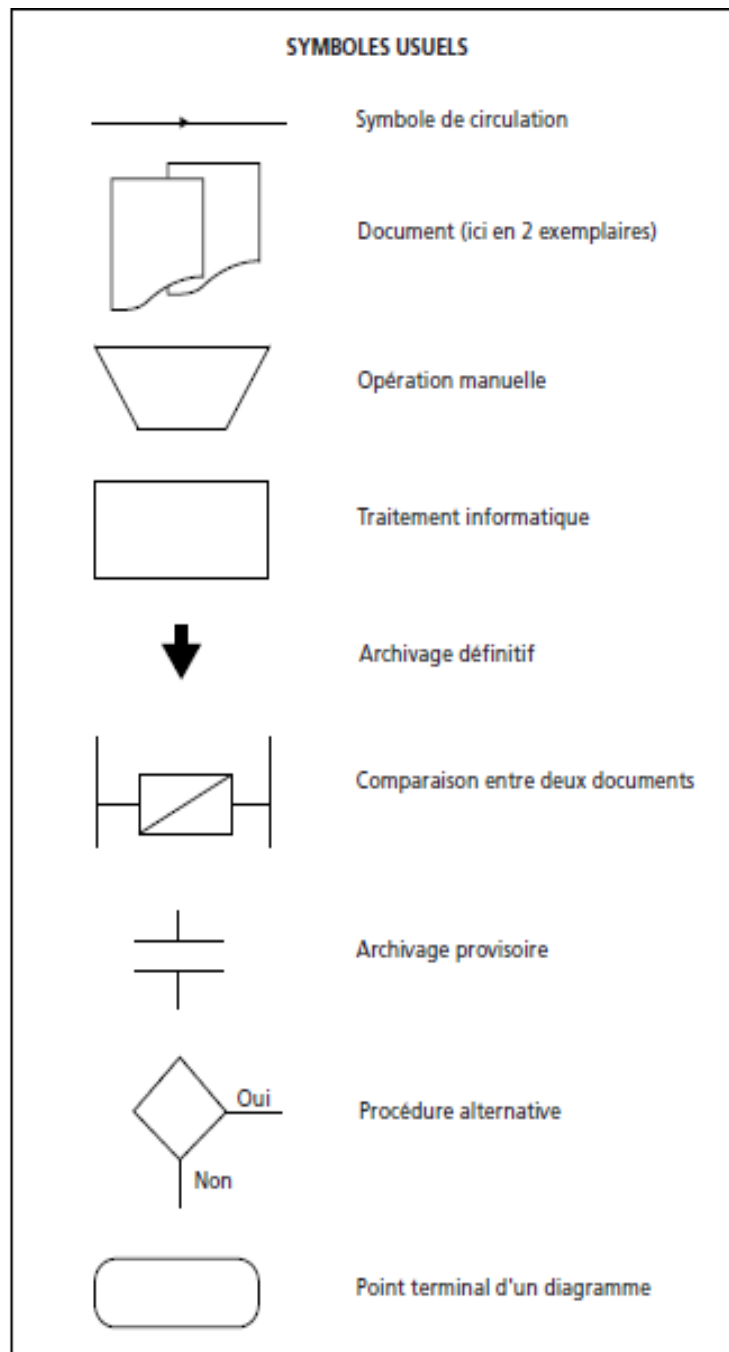 SYMBOLES USUELS
Symbole de circulation
Document (ici en 2 exemplaires)
Opération manuelle
Traitement informatique
Archivage définitif
Comparaison entre deux documents
Archivage provisoire
Oui
Procédure alternative
Non
Point terminal d'un diagramme